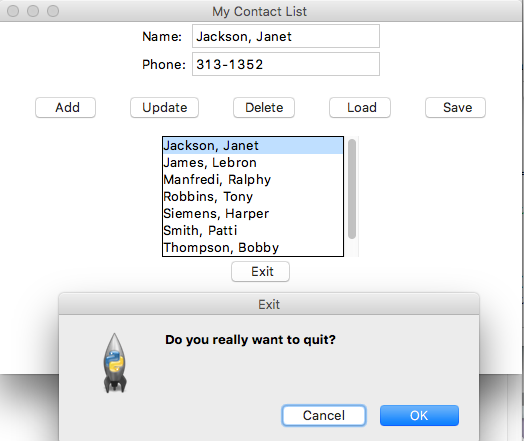 My Contact List
Name: Jackson, Janet
Phone: 313-1352
Add Update Delete Load Save
Jackson, Janet
James, Lebron
Manfredi, Ralphy
Robbins, Tony
Siemens, Harper
Smith, Patti
Thompson, Bobby
Exit
Exit
Do you really want to quit?
Cancel OK